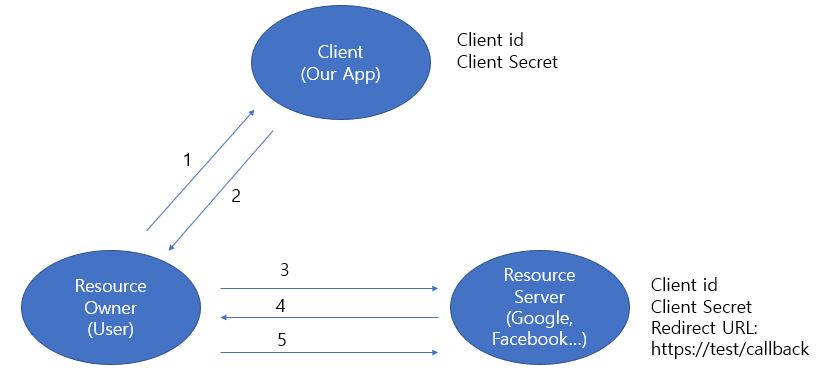 Client
(Our App)
Client id
Client Secret
1
2
Resource
Owner
(User)
3
4
5
Resource
Server
(Google,
Facebook...)
Client id
Client Secret
Redirect URL:
https://test/callback